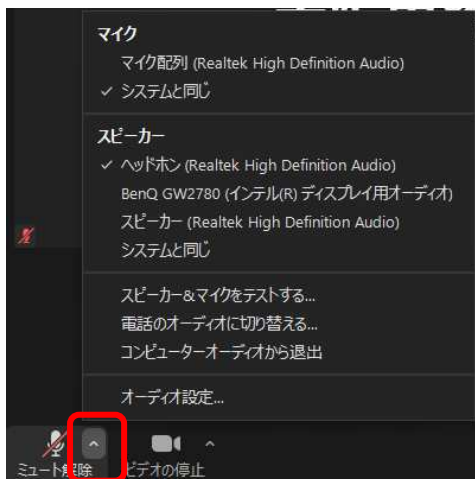 マイク
マイク配列 (Realtek High Definition Audio)
✓ システムと同じ
スピーカー
✓ ヘッドホン (Realtek High Definition Audio)
BenQ GW2780 (インテル(R) ディスプレイ用オーディオ)
スピーカー (Realtek High Definition Audio)
システムと同じ
スピーカー&マイクをテストする...
電話のオーディオに切り替える...
コンピューターオーディオから退出
オーディオ設定...
ミュート解除 ビデオの停止